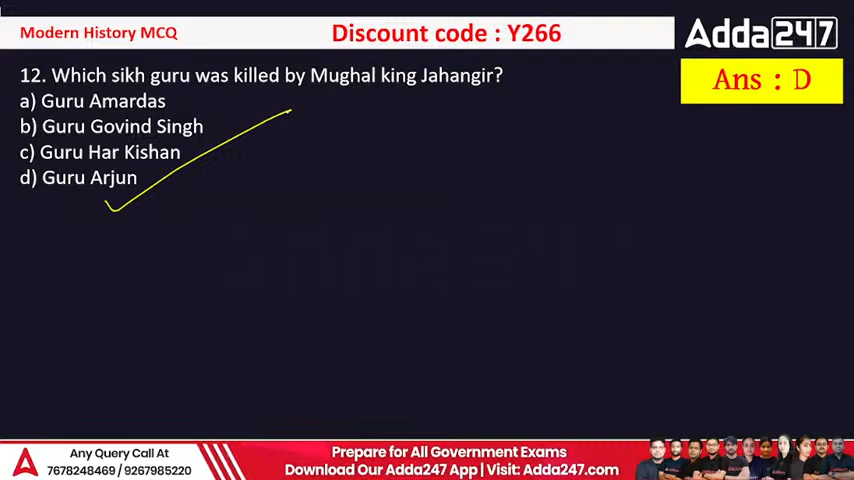 Modern History MCQ
Discount code : Y266
Adda247
12. Which sikh guru was killed by Mughal king Jahangir?
Ans : D
a) Guru Amardas
b) Guru Govind Singh
c) Guru Har Kishan
d) Guru Arjun
Adda247
Any Query Call At
7678248469 / 9267985220
Prepare for All Government Exams
Download Our Adda247 App | Visit: Adda247.com